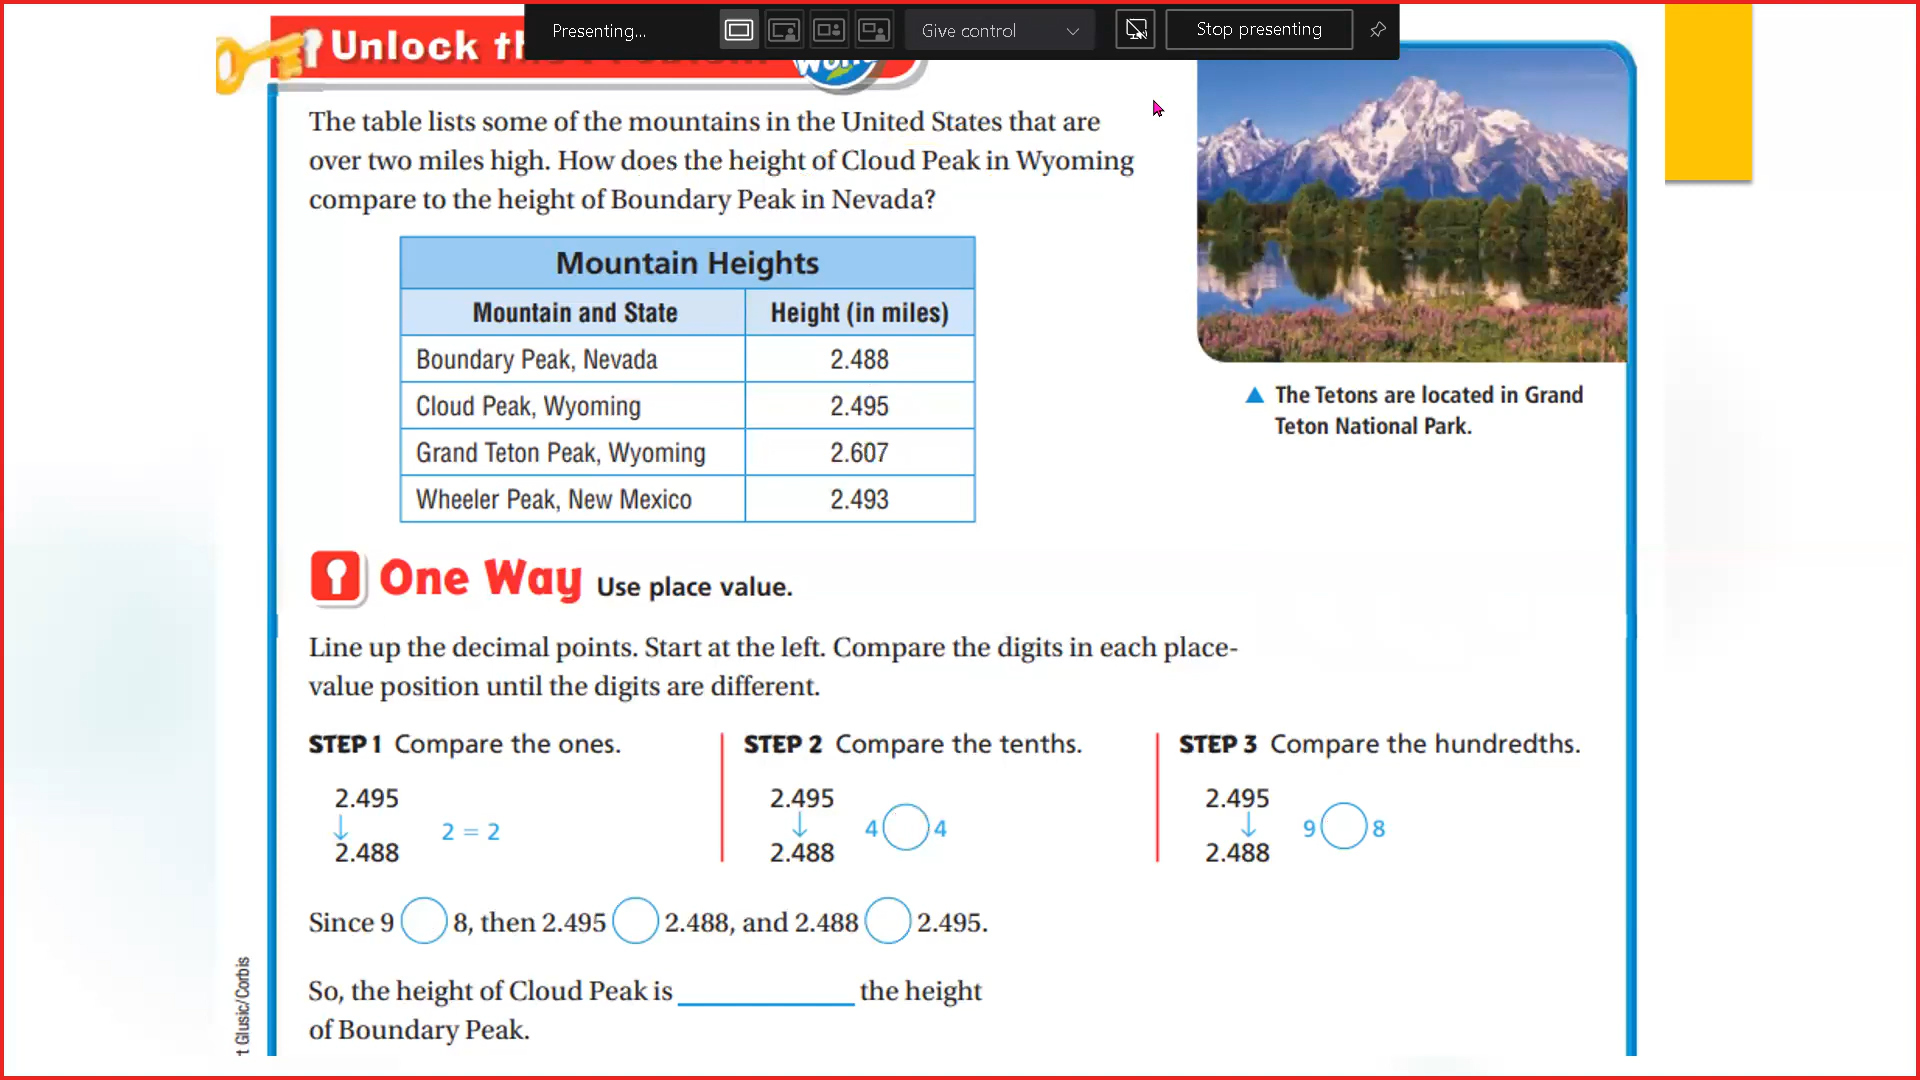 Presenting...
Give control
Stop presenting
Unlock th
The table lists some of the mountains in the United States that are
over two miles high. How does the height of Cloud Peak in Wyoming
compare to the height of Boundary Peak in Nevada?
Mountain Heights
Mountain and State Height (in miles)
Boundary Peak, Nevada 2.488
Cloud Peak, Wyoming 2.495
Grand Teton Peak, Wyoming 2.607
Wheeler Peak, New Mexico 2.493
▲ The Tetons are located in Grand
Teton National Park.
One Way Use place value.
Line up the decimal points. Start at the left. Compare the digits in each place-
value position until the digits are different.
STEP 1 Compare the ones.
2.495
↓ 2 = 2
2.488
STEP 2 Compare the tenths.
2.495
↓ 4 ◯ 4
2.488
STEP 3 Compare the hundredths.
2.495
↓ 9 ◯ 8
2.488
Since 9 ◯ 8, then 2.495 ◯ 2.488, and 2.488 ◯ 2.495.
So, the height of Cloud Peak is ____________ the height
of Boundary Peak.
t Glusic/Corbis